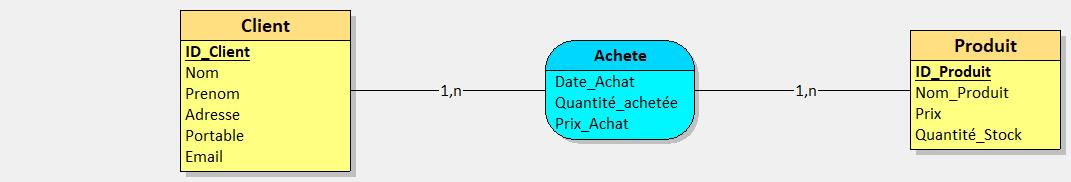 Client
ID_Client
Nom
Prenom
Adresse
Portable
Email
1,n
Achete
Date_Achat
Quantité_achetée
Prix_Achat
1,n
Produit
ID_Produit
Nom_Produit
Prix
Quantité_Stock